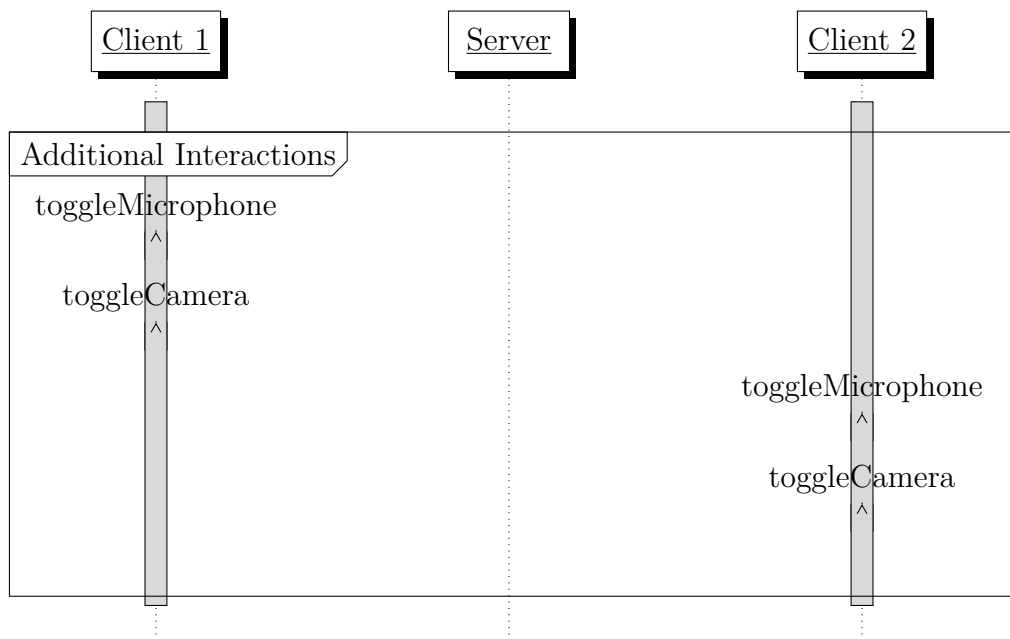 Client 1
Server
Client 2
Additional Interactions
toggleMicrophone
toggleCamera
toggleMicrophone
toggleCamera